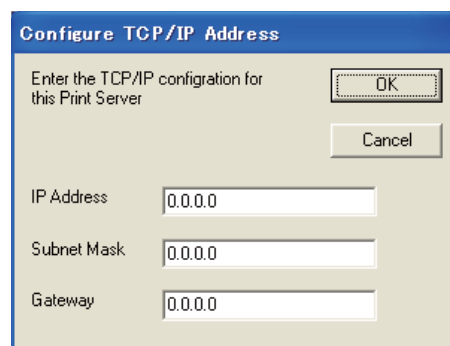 Configure TCP/IP Address
Enter the TCP/IP configration for
this Print Server
OK
Cancel
IP Address
0.0.0.0
Subnet Mask
0.0.0.0
Gateway
0.0.0.0